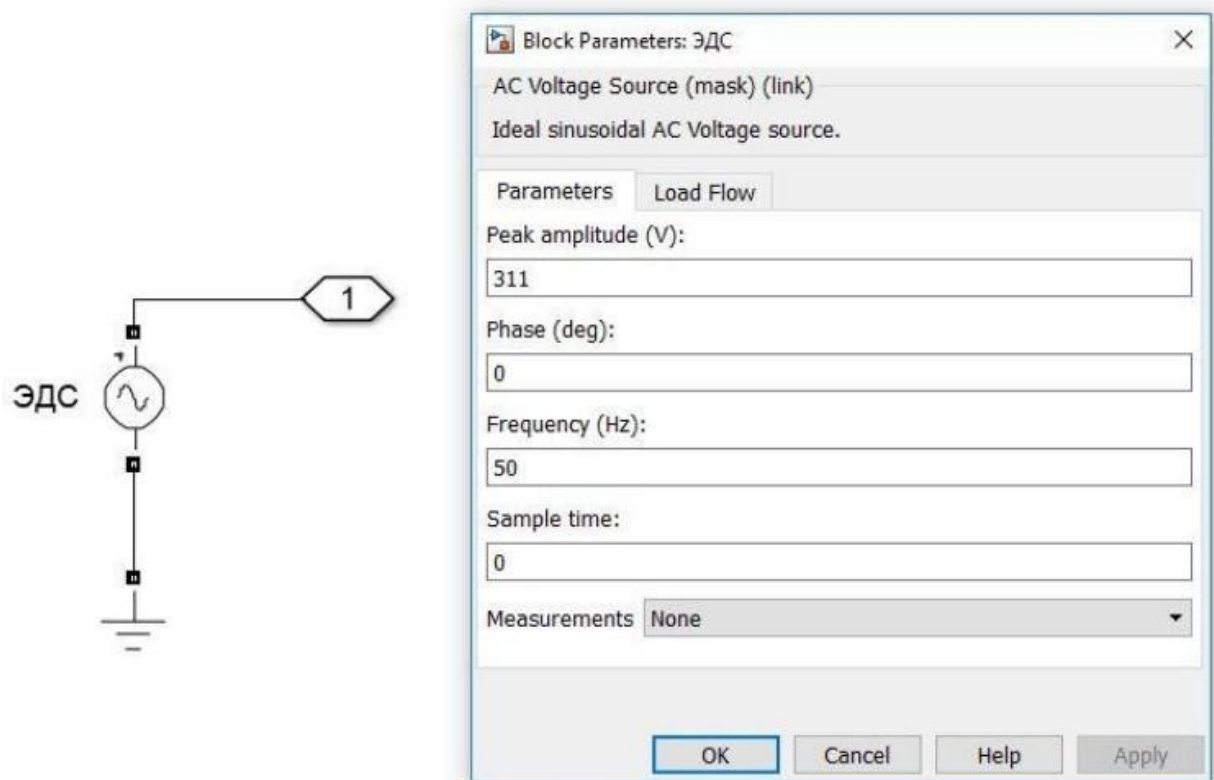 1
ЭДС
Block Parameters: ЭДС
AC Voltage Source (mask) (link)
Ideal sinusoidal AC Voltage source.
Parameters Load Flow
Peak amplitude (V):
311
Phase (deg):
0
Frequency (Hz):
50
Sample time:
0
Measurements None
OK Cancel Help Apply